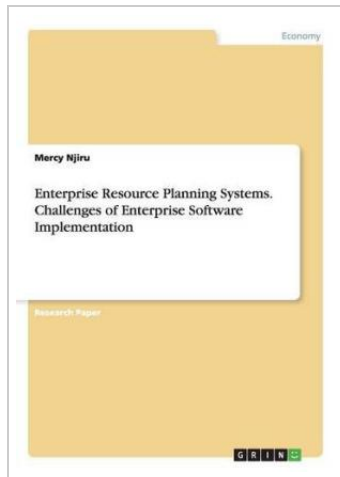 Economy
Mercy Njiru
Enterprise Resource Planning Systems.
Challenges of Enterprise Software
Implementation
Research Paper
GRIN